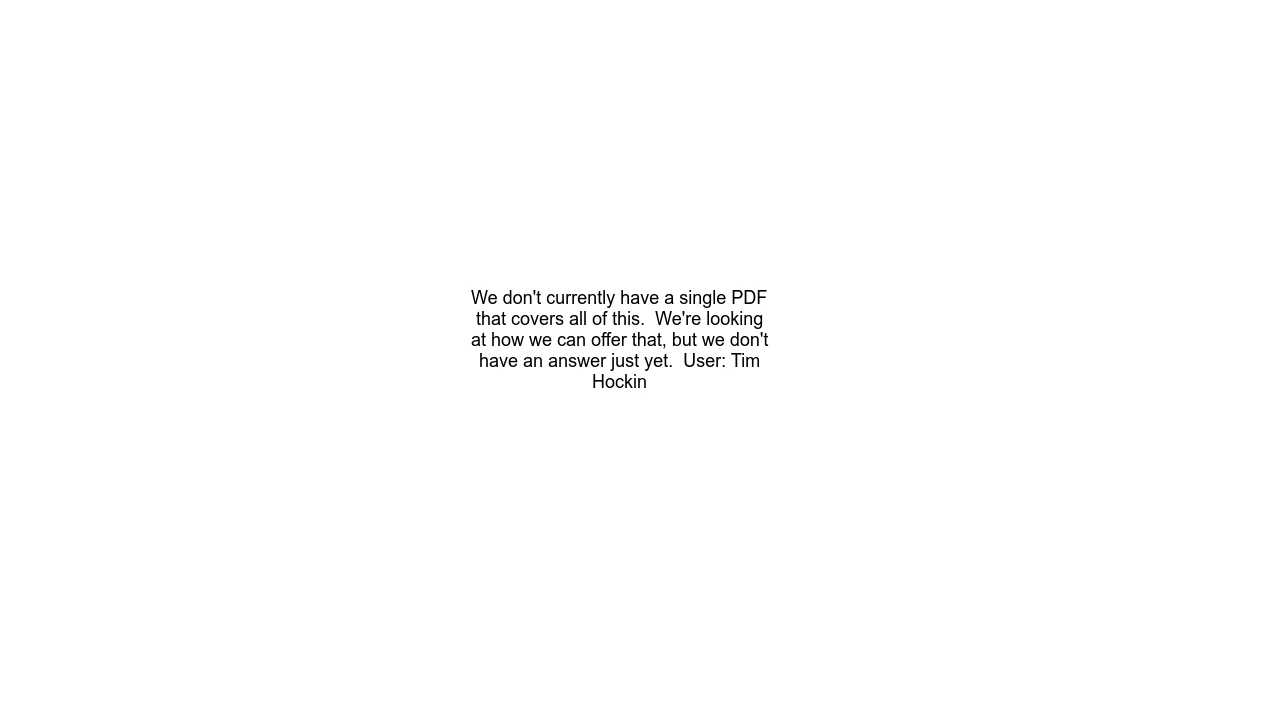 We don't currently have a single PDF
that covers all of this.  We're looking
at how we can offer that, but we don't
have an answer just yet.  User: Tim
Hockin